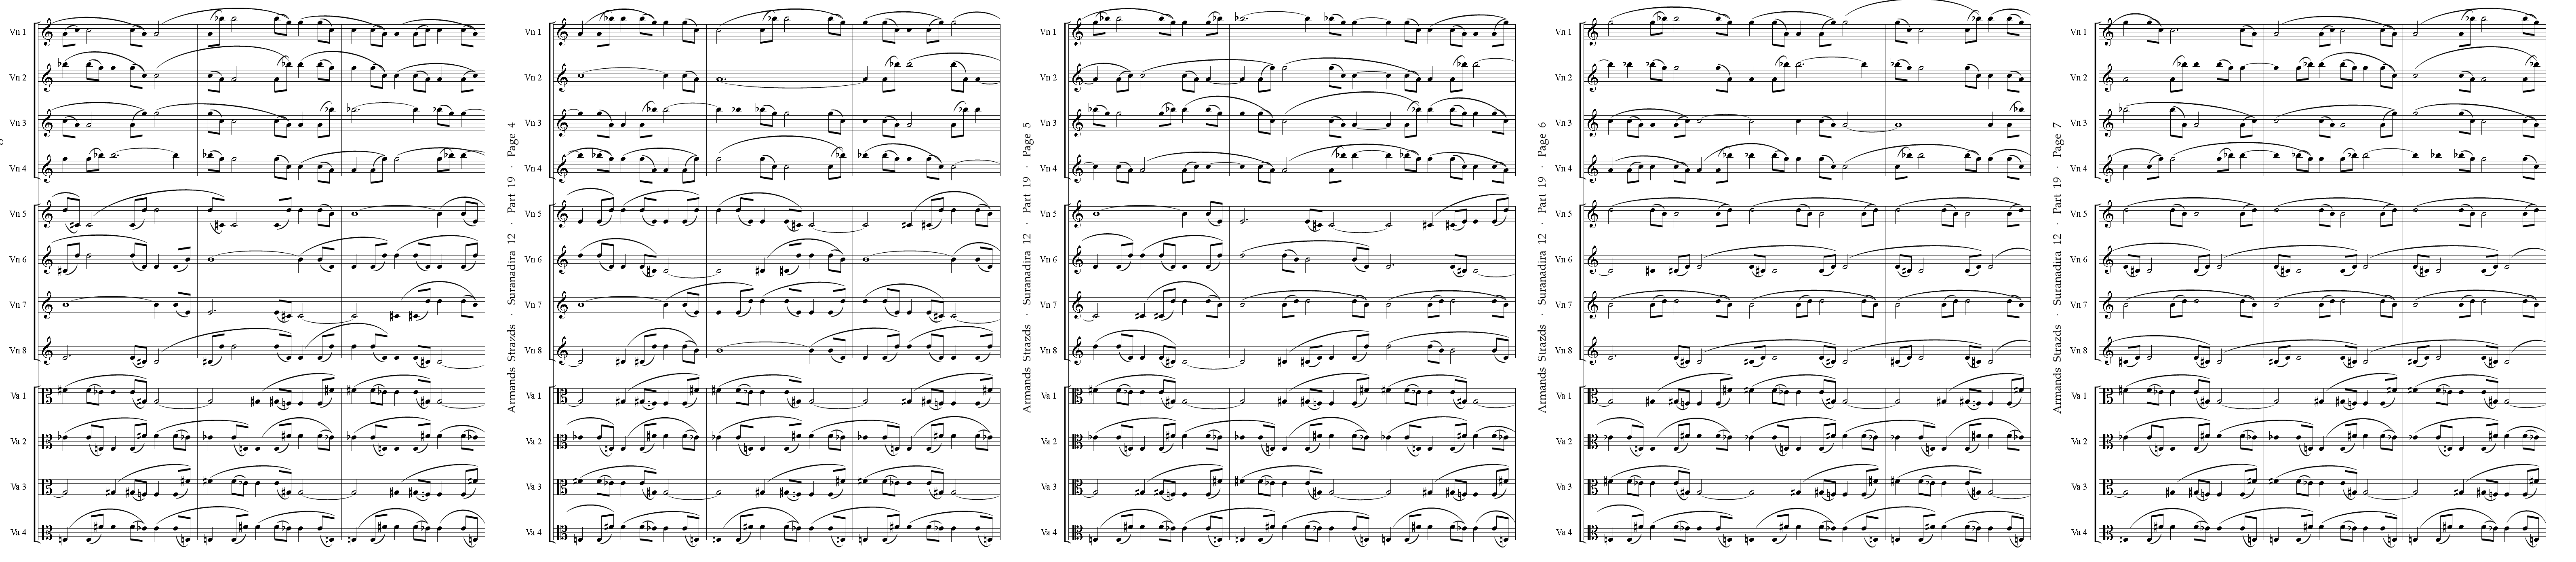 Vn 1
Vn 2
Vn 3
Vn 4
Vn 5
Vn 6
Vn 7
Vn 8
Va 1
Va 2
Va 3
Va 4
Armands Strazds · Suranadira 12 · Part 19 · Page 4
Vn 1
Vn 2
Vn 3
Vn 4
Vn 5
Vn 6
Vn 7
Vn 8
Va 1
Va 2
Va 3
Va 4
Armands Strazds · Suranadira 12 · Part 19 · Page 5
Vn 1
Vn 2
Vn 3
Vn 4
Vn 5
Vn 6
Vn 7
Vn 8
Va 1
Va 2
Va 3
Va 4
Armands Strazds · Suranadira 12 · Part 19 · Page 6
Vn 1
Vn 2
Vn 3
Vn 4
Vn 5
Vn 6
Vn 7
Vn 8
Va 1
Va 2
Va 3
Va 4
Armands Strazds · Suranadira 12 · Part 19 · Page 7
Vn 1
Vn 2
Vn 3
Vn 4
Vn 5
Vn 6
Vn 7
Vn 8
Va 1
Va 2
Va 3
Va 4